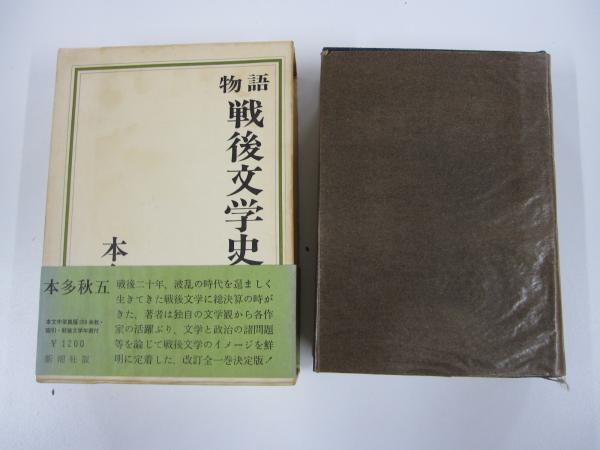 物語
戦後文学史
本
本多秋五
戦後二十年、波乱の時代を逞ましく
生きてきた戦後文学に総決算の時が
きた、著者は独自の文学観から各作
家の活躍ぶり、文学と政治の諸問題
等を論じて戦後文学のイメージを鮮
明に定着した、改訂全一巻決定版!
¥1200
新潮社版